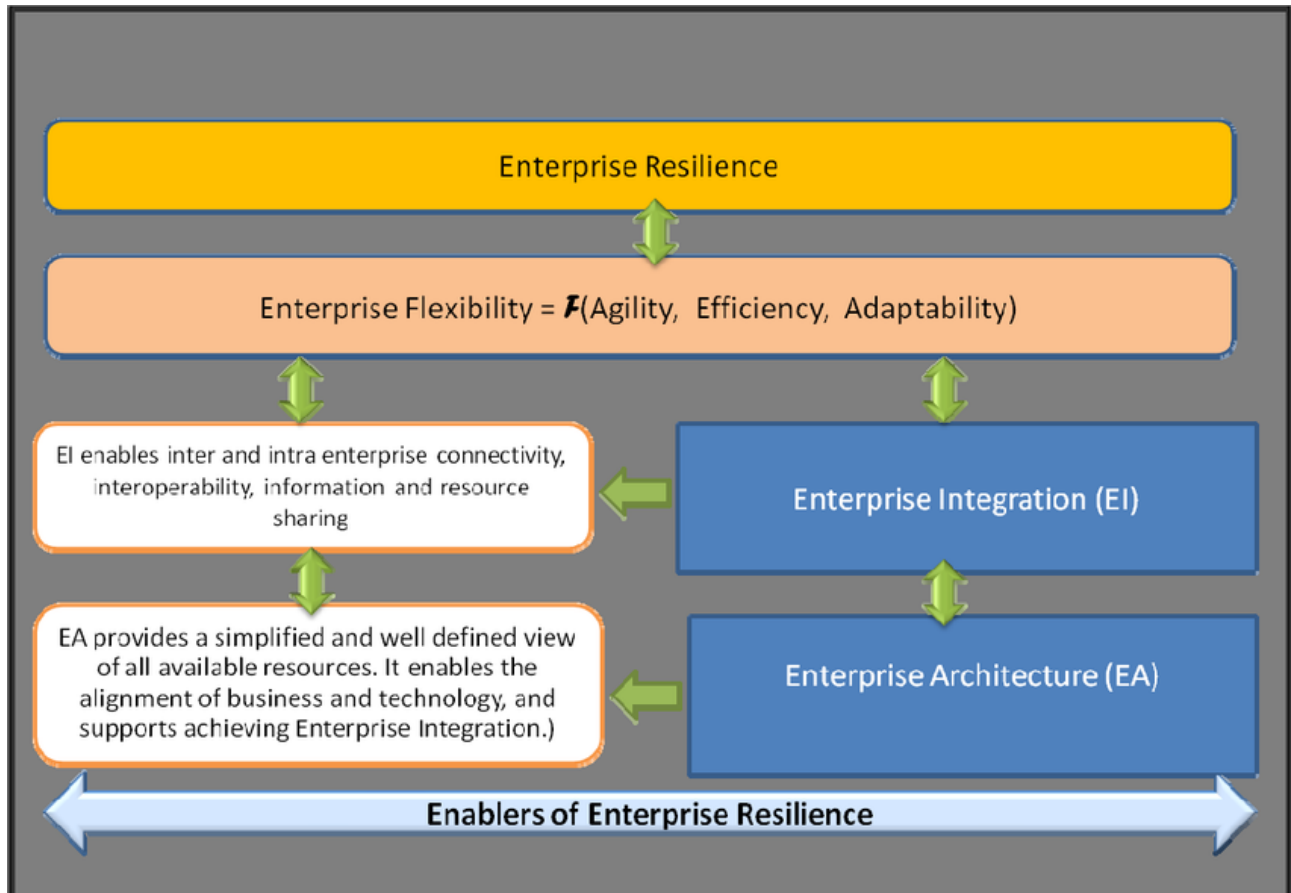 Enterprise Resilience
Enterprise Flexibility = F(Agility, Efficiency, Adaptability)
EI enables inter and intra enterprise connectivity,
interoperability, information and resource
sharing
Enterprise Integration (EI)
EA provides a simplified and well defined view
of all available resources. It enables the
alignment of business and technology, and
supports achieving Enterprise Integration.)
Enterprise Architecture (EA)
Enablers of Enterprise Resilience